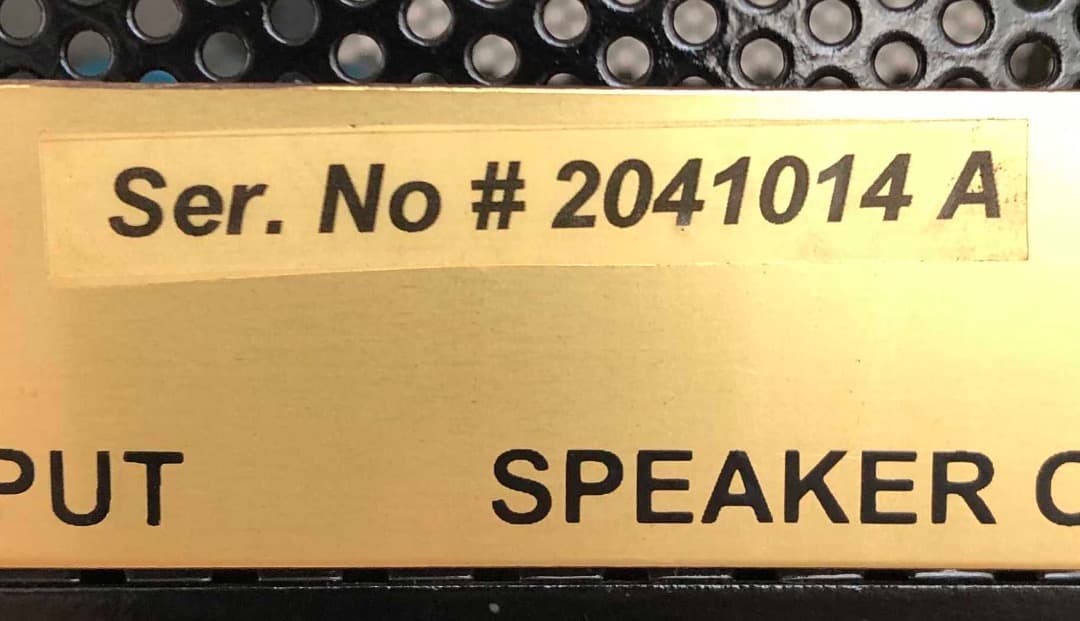 Ser. No # 2041014 A
PUT SPEAKER O